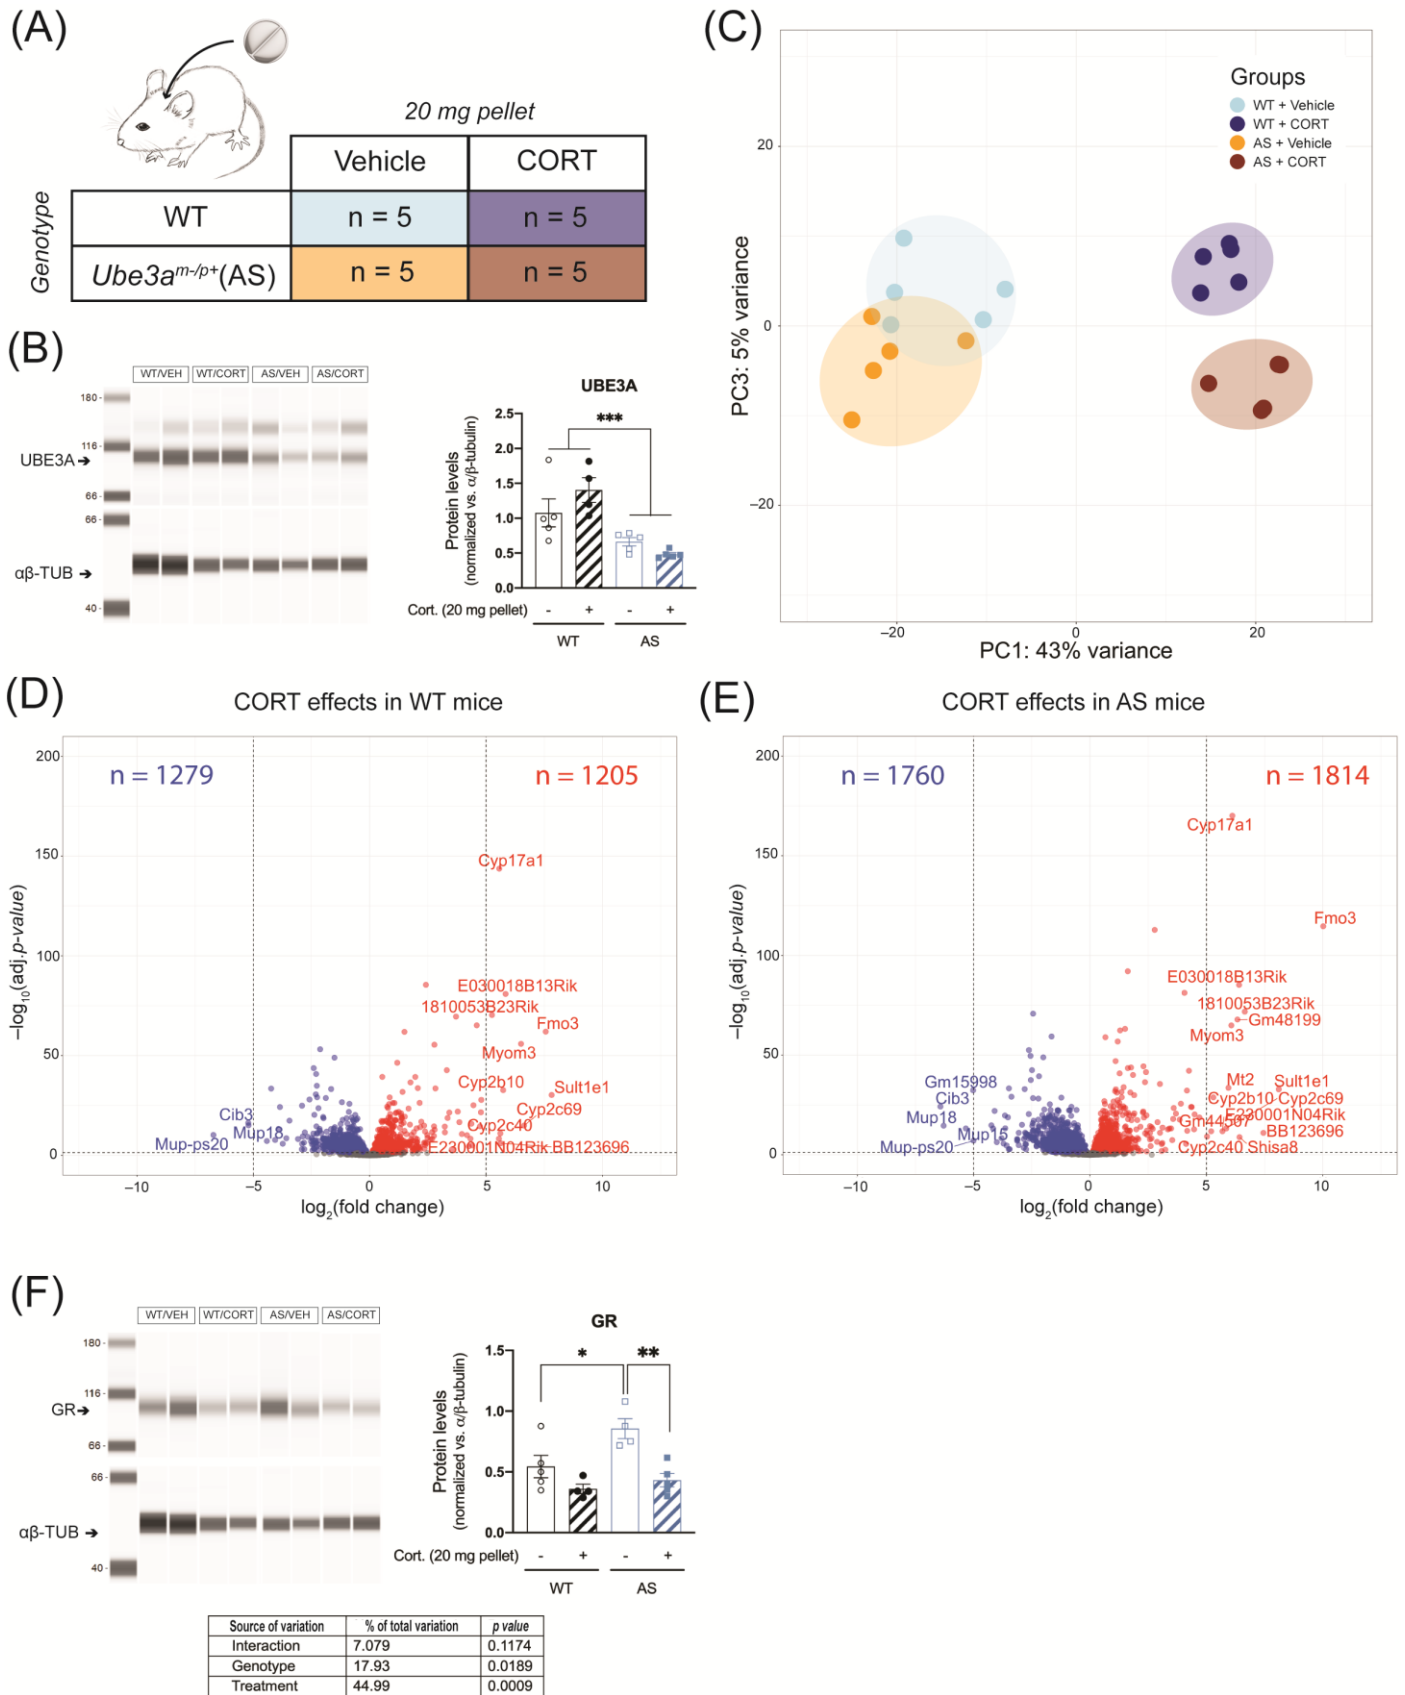 (A)
20 mg pellet
Vehicle CORT
Genotype
WT n = 5 n = 5
Ube3a^m-/p+(AS) n = 5 n = 5
(B)
WT/VEH WT/CORT AS/VEH AS/CORT
180 -
116 -
UBE3A➔
66 -
66 -
αβ-TUB ➔
40 -
UBE3A
Protein levels
(normalized vs. α/β-tubulin)
2.5
2.0
1.5
1.0
0.5
0.0
***
Cort. (20 mg pellet) - + - +
WT AS
(C)
Groups
WT + Vehicle
WT + CORT
AS + Vehicle
AS + CORT
PC3: 5% variance
20
0
−20
−20 0 20
PC1: 43% variance
(D)
CORT effects in WT mice
n = 1279 n = 1205
−log10(adj.p-value)
200
150
100
50
0
Cyp17a1
E030018B13Rik
1810053B23Rik
Fmo3
Myom3
Cyp2b10
Sult1e1
Cyp2c69
Cib3
Cyp2c40
Mup18
Mup-ps20
E230001N04Rik BB123696
−10 −5 0 5 10
log2(fold change)
(E)
CORT effects in AS mice
n = 1760 n = 1814
−log10(adj.p-value)
200
150
100
50
0
Cyp17a1
Fmo3
E030018B13Rik
1810053B23Rik
Gm48199
Myom3
Mt2 Sult1e1
Gm15998
Cib3
Cyp2b10 Cyp2c69
E230001N04Rik
Mup18
Gm44507
BB123696
Mup15
Mup-ps20
Cyp2c40 Shisa8
−10 −5 0 5 10
log2(fold change)
(F)
WT/VEH WT/CORT AS/VEH AS/CORT
180 -
116 -
GR➔
66 -
66 -
αβ-TUB ➔
40 -
GR
Protein levels
(normalized vs. α/β-tubulin)
1.5
1.0
0.5
0.0
* **
Cort. (20 mg pellet) - + - +
WT AS
Source of variation % of total variation p value
Interaction 7.079 0.1174
Genotype 17.93 0.0189
Treatment 44.99 0.0009